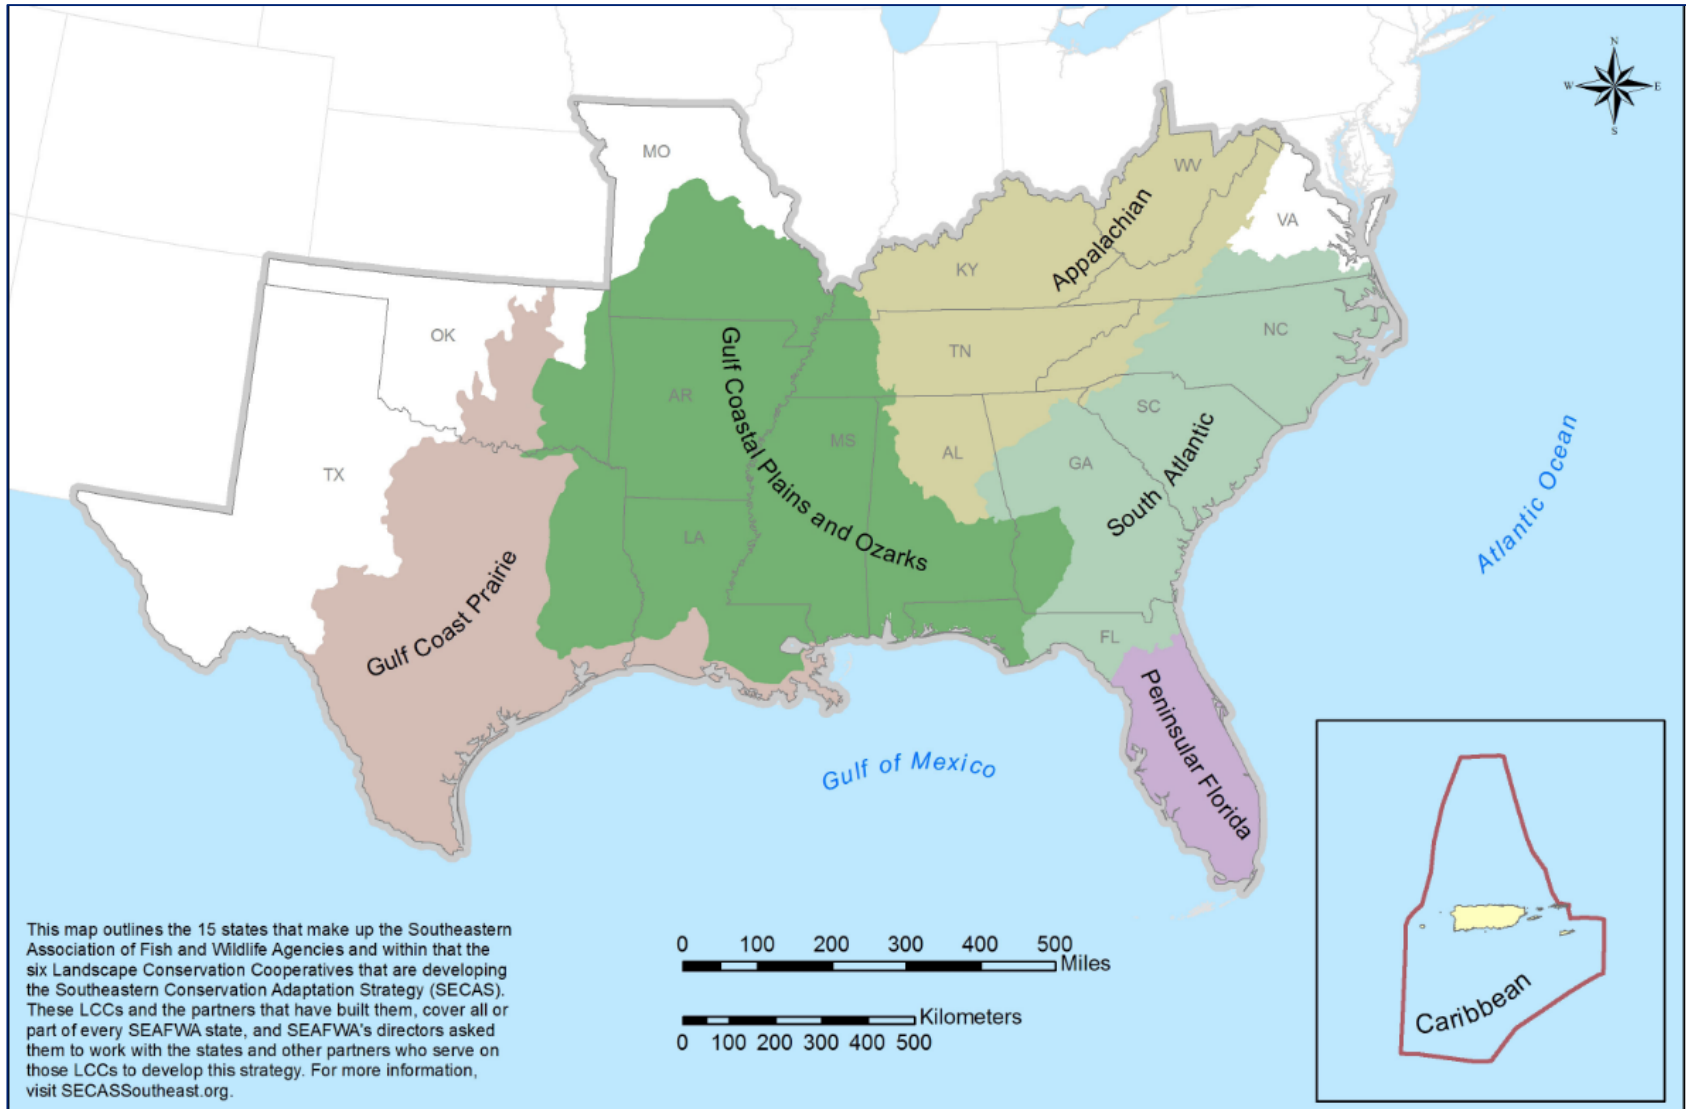 N
W E
S
MO
WV
VA
KY
Appalachian
OK
TN
NC
AR
Gulf Coastal Plains and Ozarks
MS
AL
SC
GA
South Atlantic
TX
LA
Gulf Coast Prairie
FL
Peninsular Florida
Atlantic Ocean
Gulf of Mexico
Caribbean
This map outlines the 15 states that make up the Southeastern
Association of Fish and Wildlife Agencies and within that the
six Landscape Conservation Cooperatives that are developing
the Southeastern Conservation Adaptation Strategy (SECAS).
These LCCs and the partners that have built them, cover all or
part of every SEAFWA state, and SEAFWA's directors asked
them to work with the states and other partners who serve on
those LCCs to develop this strategy. For more information,
visit SECASSoutheast.org.
0 100 200 300 400 500
Miles
Kilometers
0 100 200 300 400 500